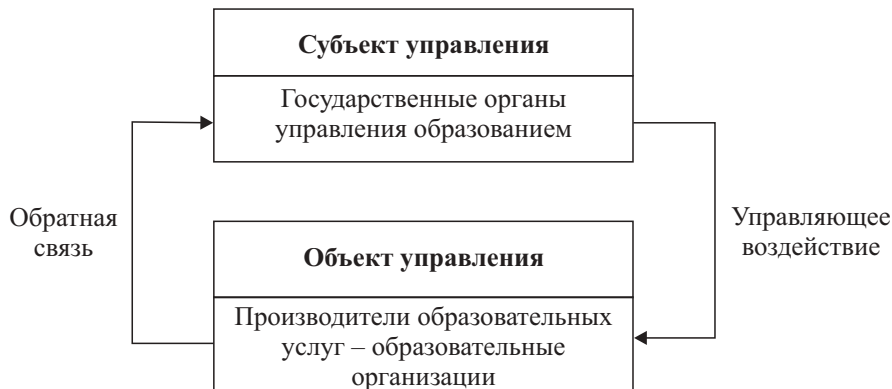 Субъект управления
Государственные органы
управления образованием
Обратная
связь
Управляющее
воздействие
Объект управления
Производители образовательных
услуг – образовательные
организации